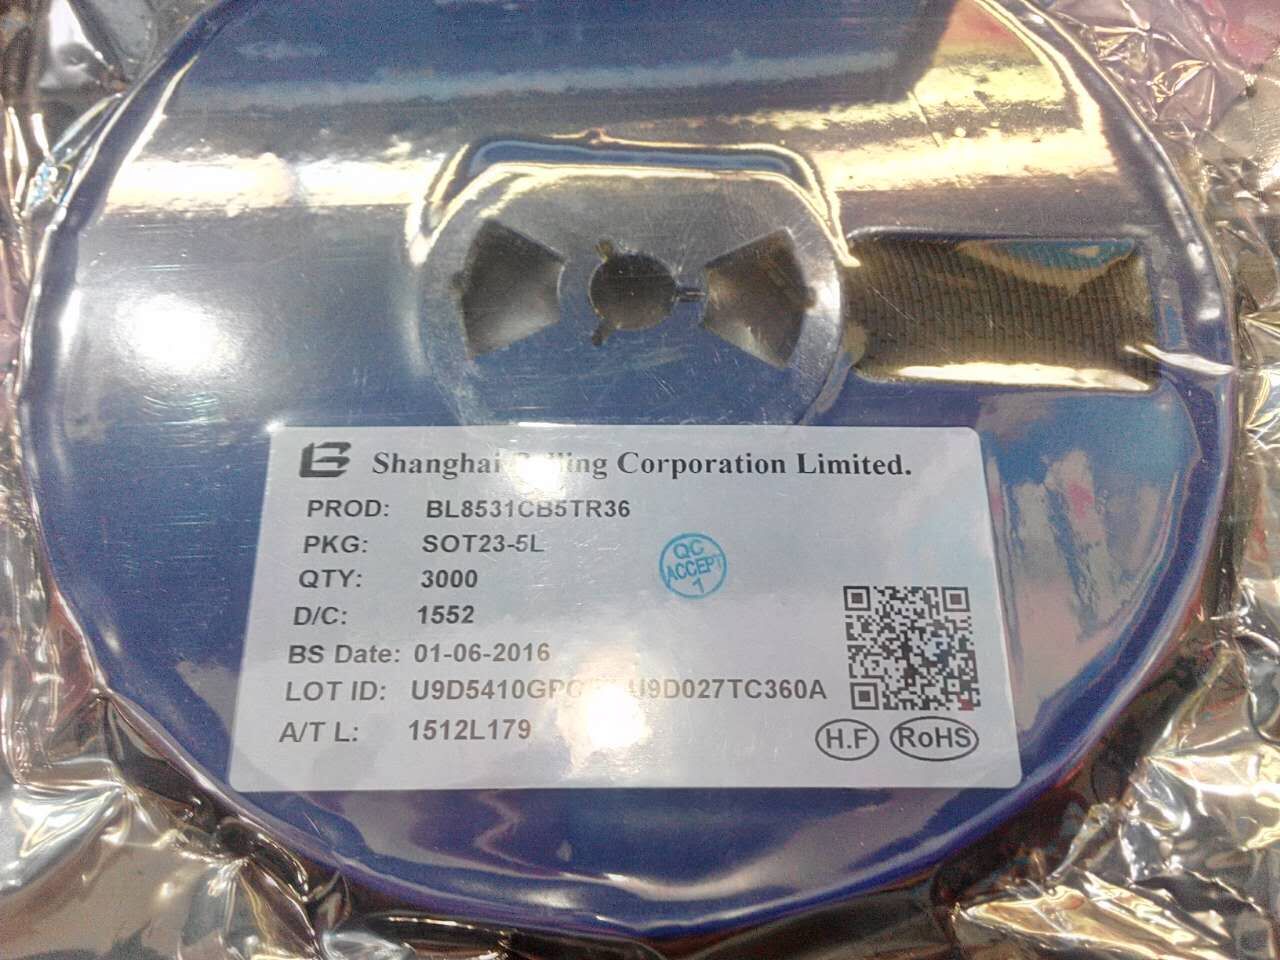 Shanghai Corporation Limited.
PROD: BL8531CB5TR36
PKG: SOT23-5L
QTY: 3000
D/C: 1552
BS Date: 01-06-2016
LOT ID:
A/T L: 1512L179
QC
ACCEPT
1
H.F RoHS